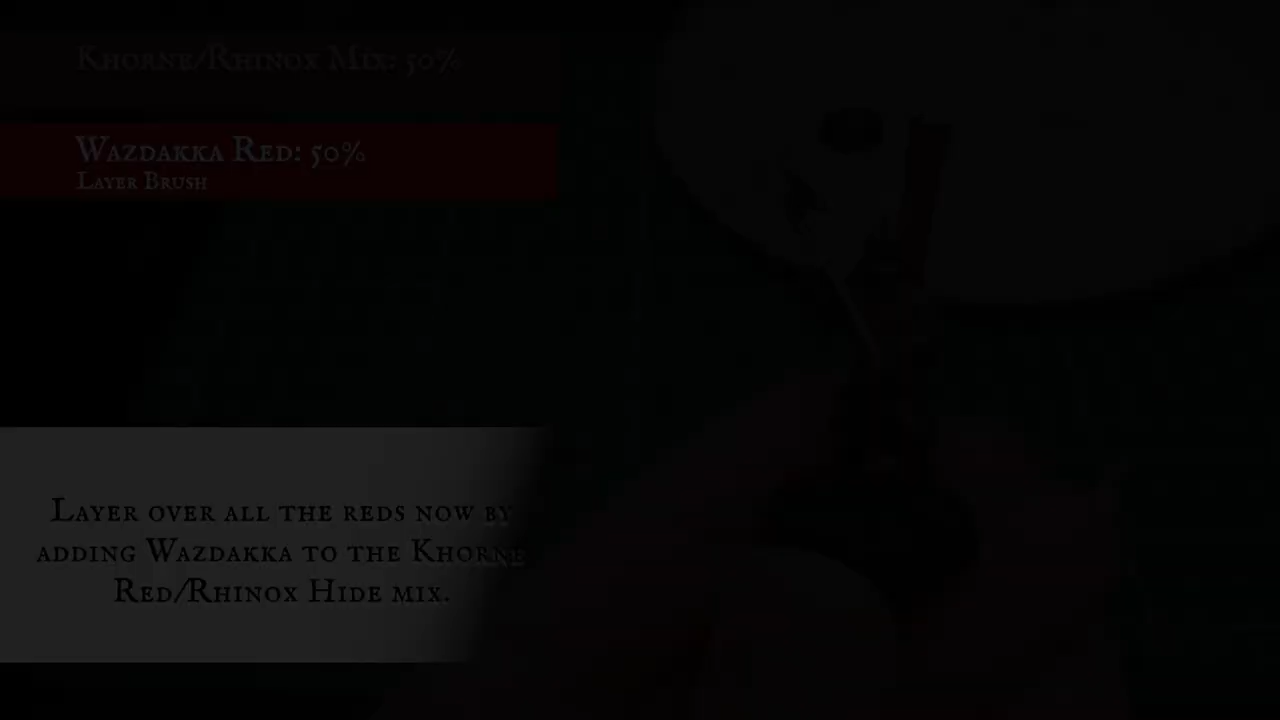 Khorne/Rhinox Mix: 50%
Wazdakka Red: 50%
Layer Brush
Layer over all the reds now by
adding Wazdakka to the Khorne
Red/Rhinox Hide mix.